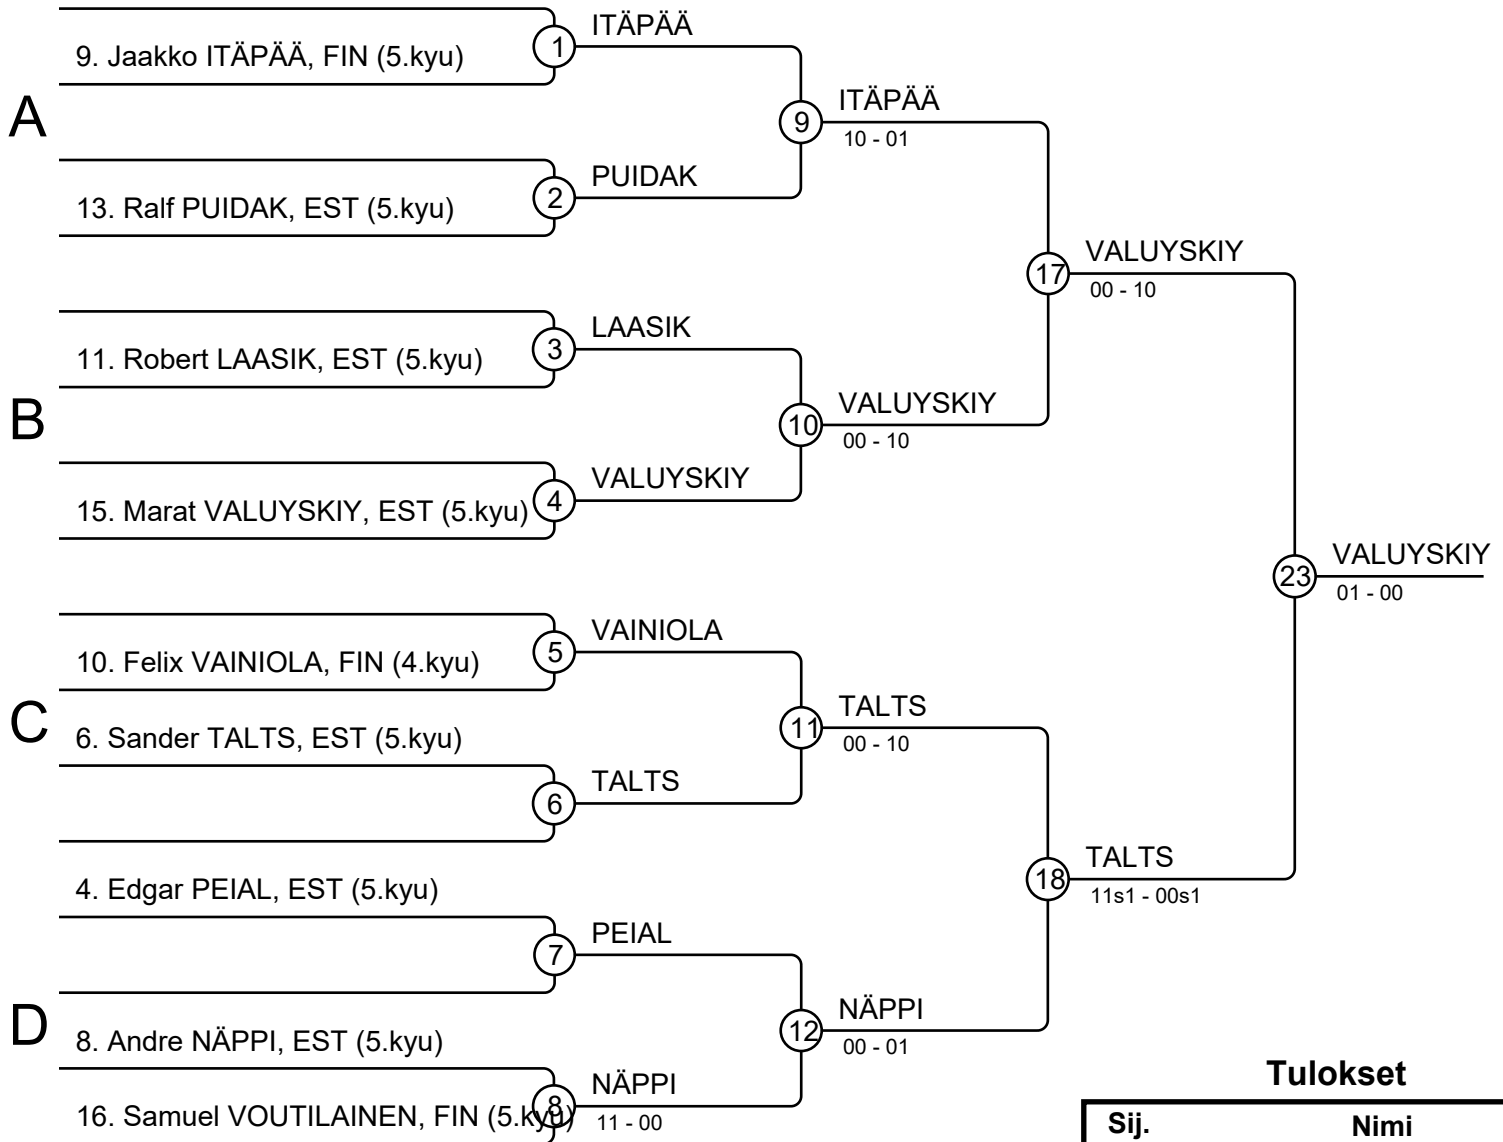 ITÄPÄÄ
9. Jaakko ITÄPÄÄ, FIN (5.kyu)
1
A
ITÄPÄÄ
9
10 - 01
PUIDAK
13. Ralf PUIDAK, EST (5.kyu)
2
VALUYSKIY
17
00 - 10
LAASIK
11. Robert LAASIK, EST (5.kyu)
3
B
VALUYSKIY
10
00 - 10
VALUYSKIY
15. Marat VALUYSKIY, EST (5.kyu)
4
VALUYSKIY
23
01 - 00
VAINIOLA
10. Felix VAINIOLA, FIN (4.kyu)
5
C
TALTS
6. Sander TALTS, EST (5.kyu)
11
00 - 10
TALTS
6
TALTS
18
11s1 - 00s1
4. Edgar PEIAL, EST (5.kyu)
PEIAL
7
D
NÄPPI
8. Andre NÄPPI, EST (5.kyu)
12
00 - 01
NÄPPI
16. Samuel VOUTILAINEN, FIN (5.kyu)
8
11 - 00
Tulokset
Sij. Nimi